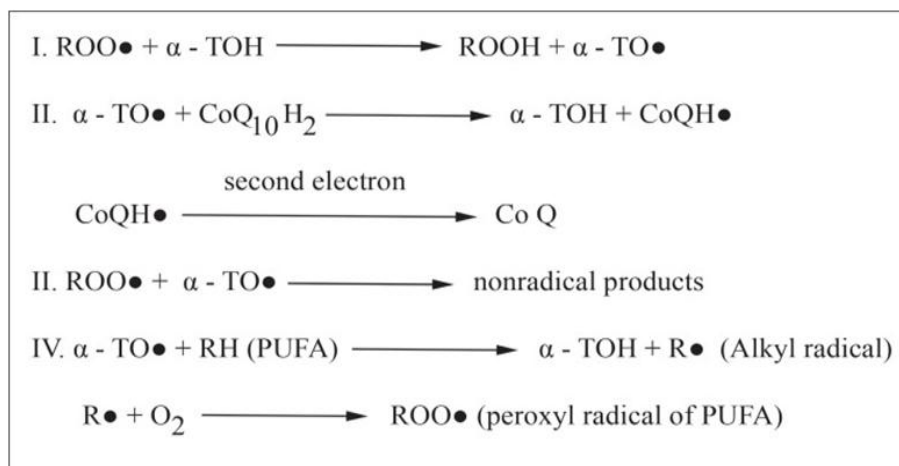 I. ROO● + α - TOH ⟶ ROOH + α - TO●
II. α - TO● + CoQ₁₀H₂ ⟶ α - TOH + CoQH●
second electron
CoQH● ⟶ Co Q
II. ROO● + α - TO● ⟶ nonradical products
IV. α - TO● + RH (PUFA) ⟶ α - TOH + R● (Alkyl radical)
R● + O₂ ⟶ ROO● (peroxyl radical of PUFA)